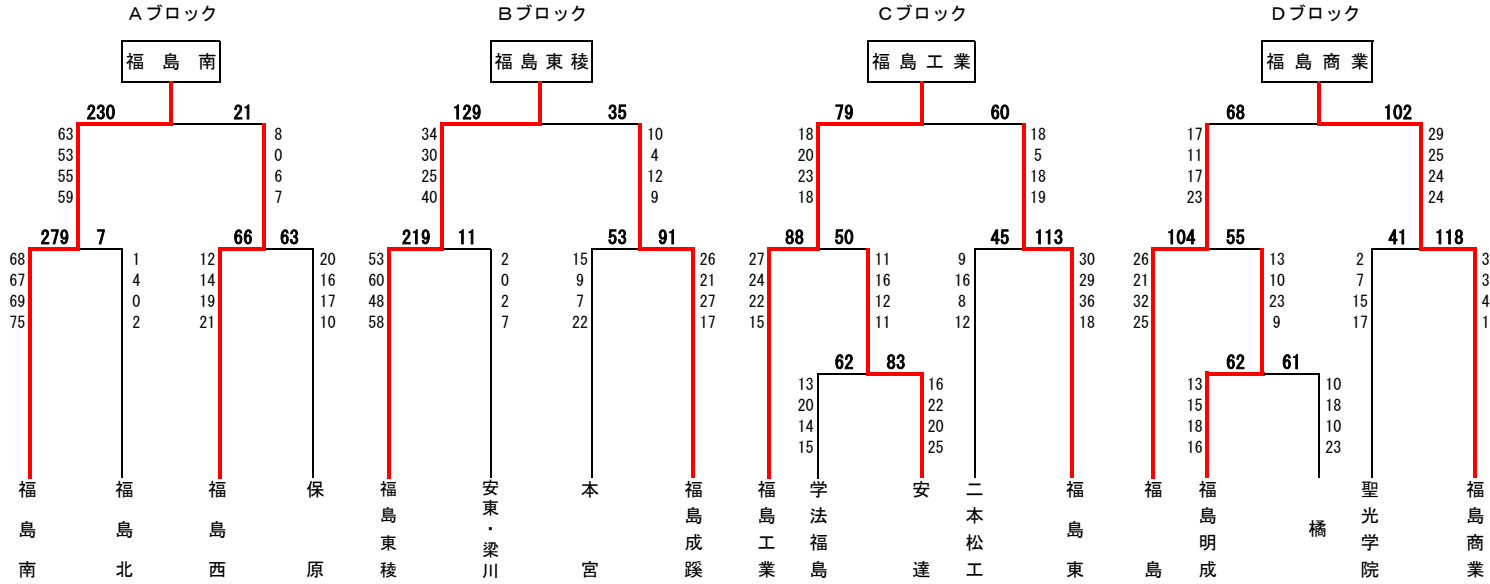 Aブロック Bブロック Cブロック Dブロック
福島南 福島東稜 福島工業 福島商業
230 21 129 35 79 60 68 102
63 8 34 10 18 18 17 29
53 0 30 4 20 5 11 25
55 6 25 12 23 18 17 24
59 7 40 9 18 19 23 24
279 7 66 63 219 11 53 91 88 50 45 113 104 55 41 118
68 1 12 20 53 2 15 26 27 11 9 30 26 13 2 3
67 4 14 16 60 0 9 21 24 16 16 29 21 10 7 3
69 0 19 17 48 2 7 27 22 12 8 36 32 23 15 4
75 2 21 10 58 7 22 17 15 11 12 18 25 9 17 1
62 83 62 61
13 16 13 10
20 22 15 18
14 20 18 10
15 25 16 23
福島南
福島北
福島西
保原
福島東稜
安東・梁川
本宮
福島成蹊
福島工業
学法福島
安達
二本松工
福島東
福島
福島明成
橘
聖光学院
福島商業